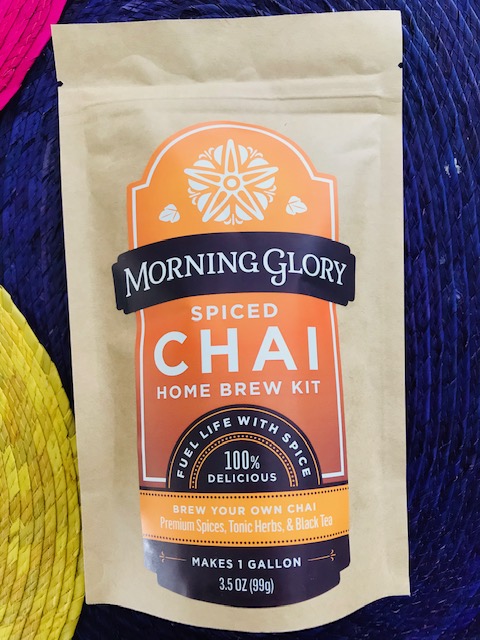 MORNING GLORY
SPICED
CHAI
HOME BREW KIT
FUEL LIFE WITH SPICE
100%
DELICIOUS
BREW YOUR OWN CHAI
Premium Spices, Tonic Herbs, & Black Tea
MAKES 1 GALLON
3.5 OZ (99g)